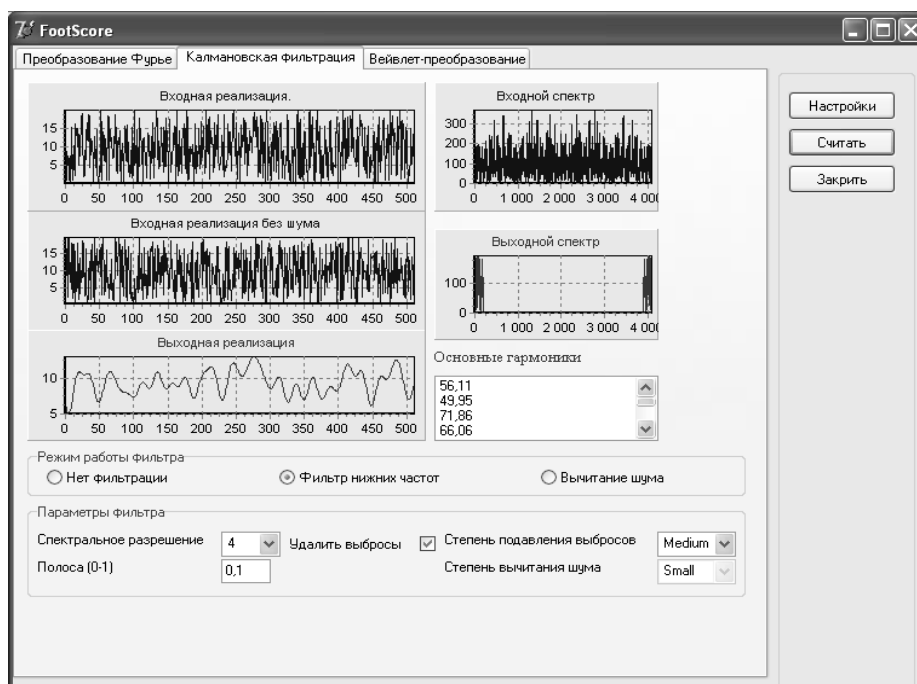 FootScore
Преобразование Фурье Калмановская фильтрация Вейвлет-преобразование
Входная реализация.
15
10
5
0 50 100 150 200 250 300 350 400 450 500
Входная реализация без шума
15
10
5
0 50 100 150 200 250 300 350 400 450 500
Выходная реализация
10
5
0 50 100 150 200 250 300 350 400 450 500
Входной спектр
300
200
100
0
0 1 000 2 000 3 000 4 00
Выходной спектр
100
0
0 1 000 2 000 3 000 4 00
Основные гармоники
56,11
49,95
71,86
66,06
Настройки
Считать
Закрить
Режим работы фильтра
Нет фильтрации Фильтр нижних частот Вычитание шума
Параметры фильтра
Спектральное разрешение 4 Удалить выбросы Степень подавления выбросов Medium
Полоса (0-1) 0,1 Степень вычитания шума Small